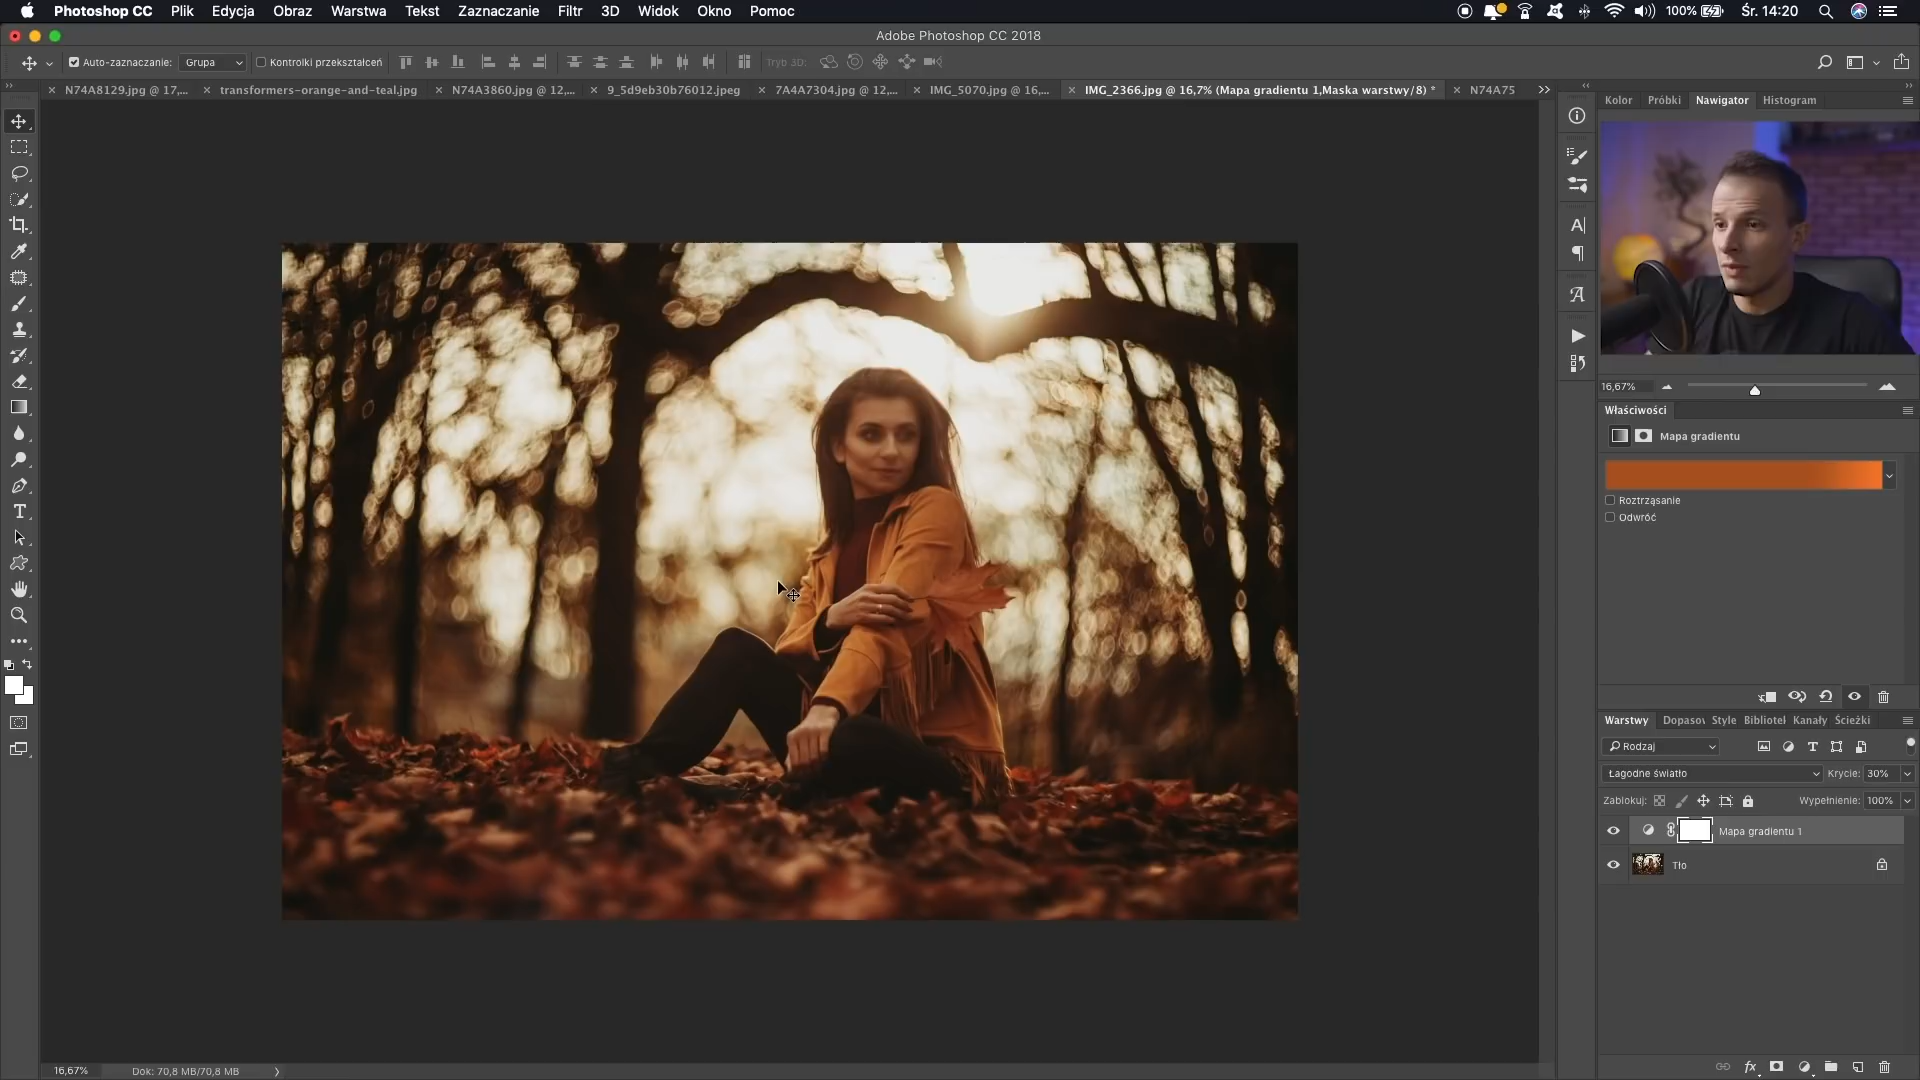 Photoshop CC Plik Edycja Obraz Warstwa Tekst Zaznaczanie Filtr 3D Widok Okno Pomoc 100% Śr. 14:20
Adobe Photoshop CC 2018
Auto-zaznaczanie: Grupa Kontrolki przekształceń Tryb 3D:
N74A8129.jpg @ 17,... transformers-orange-and-teal.jpg N74A3860.jpg @ 12,... 9_5d9eb30b76012.jpeg 7A4A7304.jpg @ 12,... IMG_5070.jpg @ 16,... IMG_2366.jpg @ 16,7% (Mapa gradientu 1,Maska warstwy/8) * N74A75
Kolor Próbki Nawigator Histogram
16,67%
Właściwości
Mapa gradientu
Roztrząsanie
Odwróć
Warstwy Dopasov Style Bibliotel Kanały Ścieżki
Rodzaj
Łagodne światło Krycie: 30%
Zablokuj: Wypełnienie: 100%
Mapa gradientu 1
Tło
16,67% Dok: 70,8 MB/70,8 MB